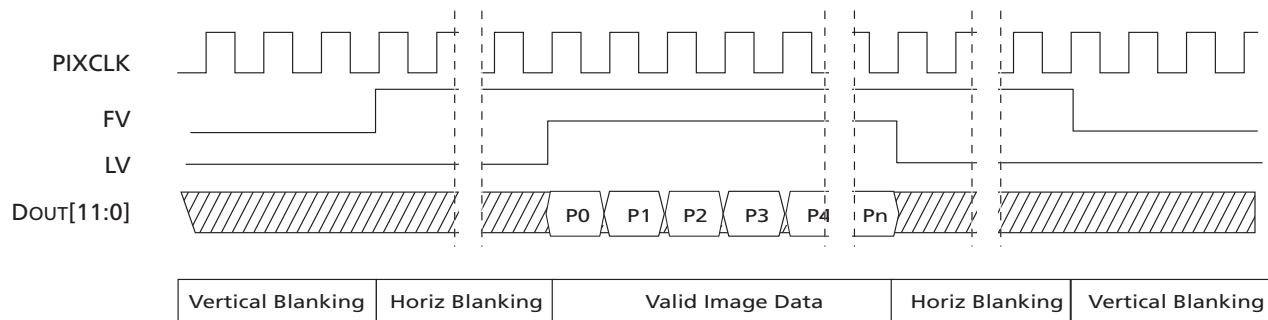 PIXCLK
FV
LV
DOUT[11:0]
P0 P1 P2 P3 P4 Pn
Vertical Blanking Horiz Blanking Valid Image Data Horiz Blanking Vertical Blanking